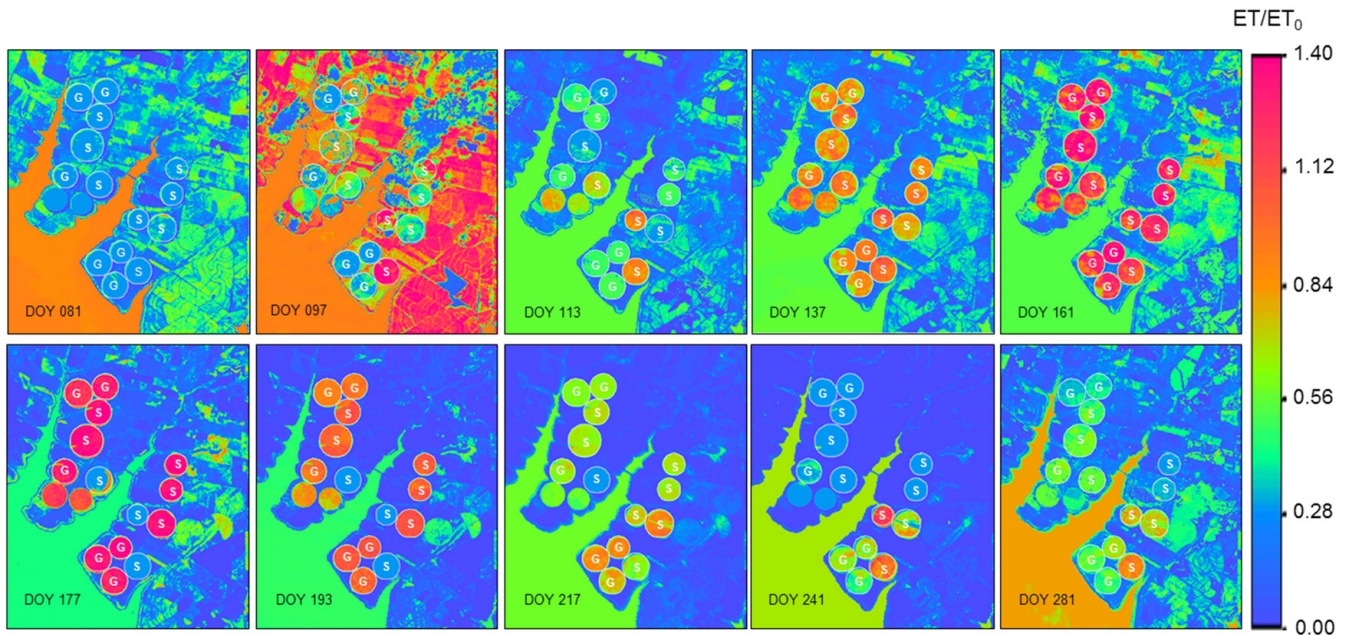 ET/ET₀
G G
S
S
S
G S S
S S
G
G S
G
DOY 081
G G
S
S
S
G S S
S S
G
G S
G
DOY 097
G G
S
S
S
G S S
S S
G
G S
G
DOY 113
G G
S
S
S
G S S
S S
G
G S
G
DOY 137
G G
S
S
S
G S S
S S
G
G S
G
DOY 161
G G
S
S
S
G S S
S S
G
G S
G
DOY 177
G G
S
S
S
G S S
S S
G
G S
G
DOY 193
G G
S
S
S
G S S
S S
G
G S
G
DOY 217
G G
S
S
S
G S S
S S
G
G S
G
DOY 241
G G
S
S
S
G S S
S S
G
G S
G
DOY 281
1.40
1.12
0.84
0.56
0.28
0.00